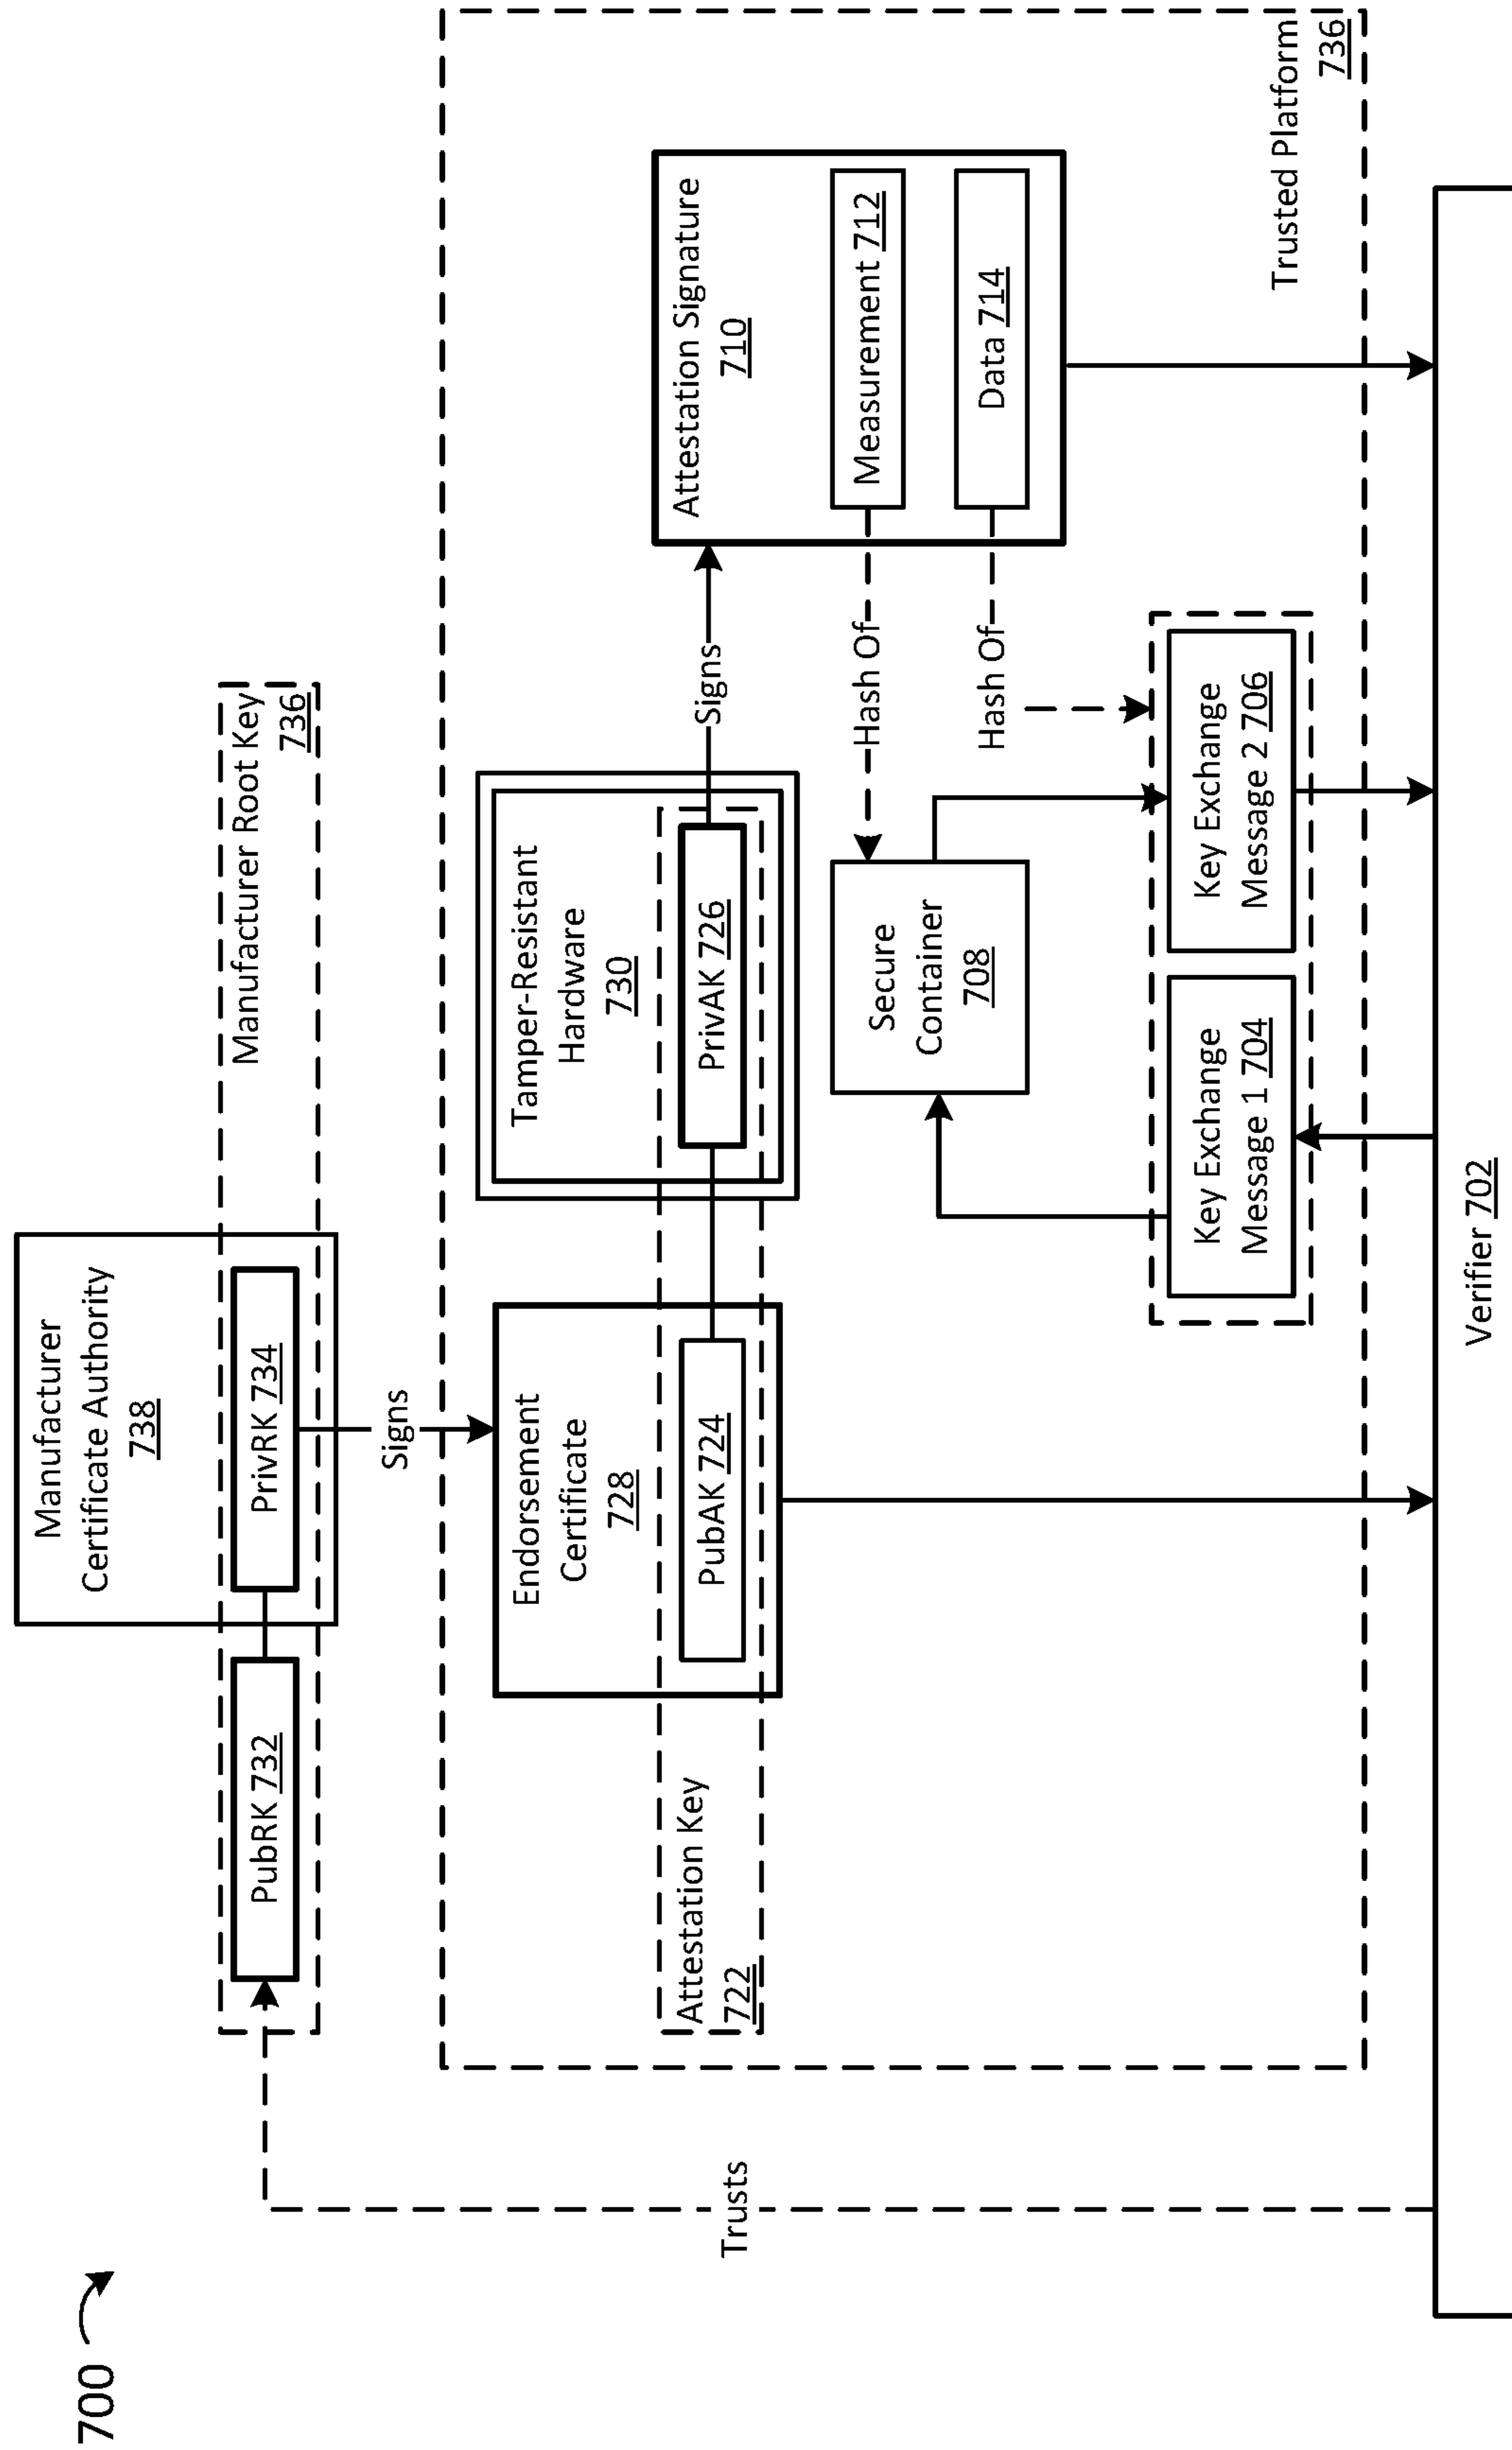 700
Manufacturer
Certificate Authority
738
PubRK 732
PrivRK 734
Manufacturer Root Key
736
Signs
Trusts
Endorsement
Certificate
728
Attestation Key
722
PubAK 724
Tamper-Resistant
Hardware
730
PrivAK 726
Signs
Attestation Signature
710
Measurement 712
Data 714
Hash Of
Hash Of
Secure
Container
708
Key Exchange
Message 1 704
Key Exchange
Message 2 706
Trusted Platform
736
Verifier 702